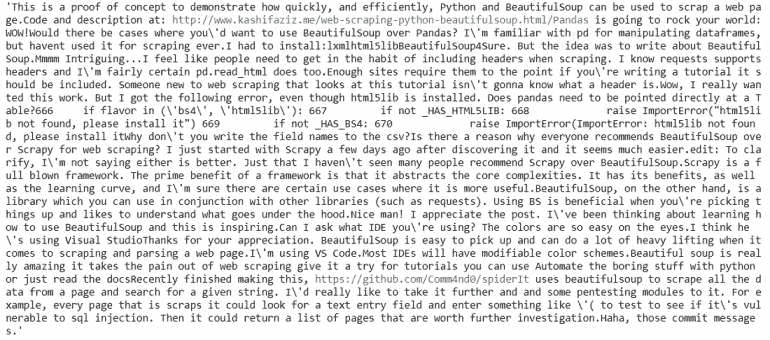 'This is a proof of concept to demonstrate how quickly, and efficiently, Python and BeautifulSoup can be used to scrap a web pa
ge.Code and description at: http://www.kashifaziz.me/web-scraping-python-beautifulsoup.html/Pandas is going to rock your world:
WOW!Would there be cases where you\'d want to use BeautifulSoup over Pandas? I\'m familiar with pd for manipulating dataframes,
but havent used it for scraping ever.I had to install:lxmlhtml5libBeautifulSoup4Sure. But the idea was to write about Beautiful
Soup.Mmmm Intriguing...I feel like people need to get in the habit of including headers when scraping. I know requests supports
headers and I\'m fairly certain pd.read_html does too.Enough sites require them to the point if you\'re writing a tutorial it s
hould be included. Someone new to web scraping that looks at this tutorial isn\'t gonna know what a header is.Wow, I really wan
ted this work. But I got the following error, even though html5lib is installed. Does pandas need to be pointed directly at a T
able?666     if flavor in (\'bs4\', \'html5lib\'): 667        if not _HAS_HTML5LIB: 668            raise ImportError("html5li
b not found, please install it") 669        if not _HAS_BS4: 670            raise ImportError(ImportError: html5lib not foun
d, please install itWhy don\'t you write the field names to the csv?Is there a reason why everyone recommends BeautifulSoup ove
r Scrapy for web scraping? I just started with Scrapy a few days ago after discovering it and it seems much easier.edit: To cla
rify, I\'m not saying either is better. Just that I haven\'t seen many people recommend Scrapy over BeautifulSoup.Scrapy is a f
ull blown framework. The prime benefit of a framework is that it abstracts the core complexities. It has its benefits, as well
as the learning curve, and I\'m sure there are certain use cases where it is more useful.BeautifulSoup, on the other hand, is a
library which you can use in conjunction with other libraries (such as requests). Using BS is beneficial when you\'re picking t
hings up and likes to understand what goes under the hood.Nice man! I appreciate the post. I\'ve been thinking about learning h
ow to use BeautifulSoup and this is inspiring.Can I ask what IDE you\'re using? The colors are so easy on the eyes.I think he
\'s using Visual StudioThanks for your appreciation. BeautifulSoup is easy to pick up and can do a lot of heavy lifting when it
comes to scraping and parsing a web page.I\'m using VS Code.Most IDEs will have modifiable color schemes.Beautiful soup is real
ly amazing it takes the pain out of web scraping give it a try for tutorials you can use Automate the boring stuff with python
or just read the docsRecently finished making this, https://github.com/Comm4nd0/spiderIt uses beautifulsoup to scrape all the d
ata from a page and search for a given string. I\'d really like to take it further and and some pentesting modules to it. For e
xample, every page that is scraps it could look for a text entry field and enter something like \'( to test to see if it\'s vul
nerable to sql injection. Then it could return a list of pages that are worth further investigation.Haha, those commit message
s.'